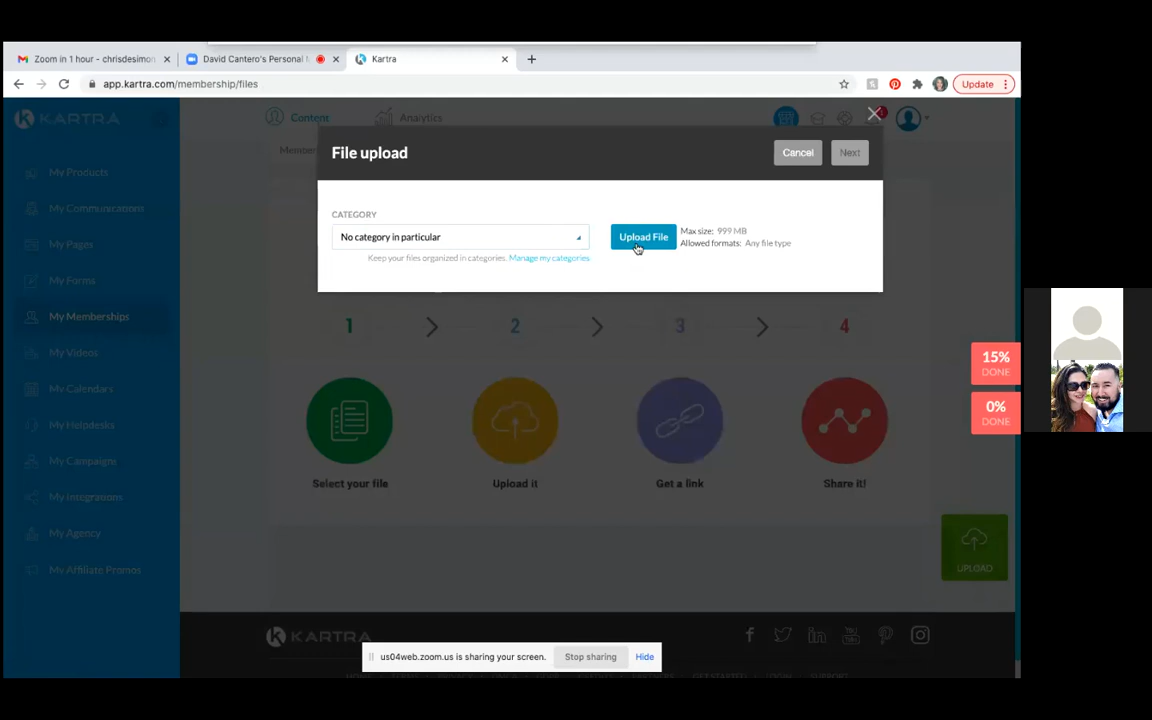 Zoom in 1 hour - chrisdesimon
David Cantero's Personal
Kartra
app.kartra.com/membership/files
Update
KARTRA
Content
Analytics
My Products
My Communications
My Pages
My Forms
My Memberships
My Videos
My Calendars
My Helpdesks
My Campaigns
My Integrations
My Agency
My Affiliate Promos
Member
File upload
Cancel
Next
CATEGORY
No category in particular
Keep your files organized in categories. Manage my categories
Upload File
Max size: 999 MB
Allowed formats: Any file type
1
2
3
4
Select your file
Upload it
Get a link
Share it!
15%
DONE
0%
DONE
UPLOAD
KARTRA
us04web.zoom.us is sharing your screen.
Stop sharing
Hide